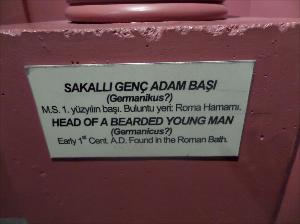 SAKALLI GENÇ ADAM BAŞI
(Germanikus?)
M.S. 1. yüzyılın başı. Buluntu yeri: Roma Hamamı.
HEAD OF A BEARDED YOUNG MAN
(Germanicus?)
Early 1st Cent. A.D. Found in the Roman Bath.